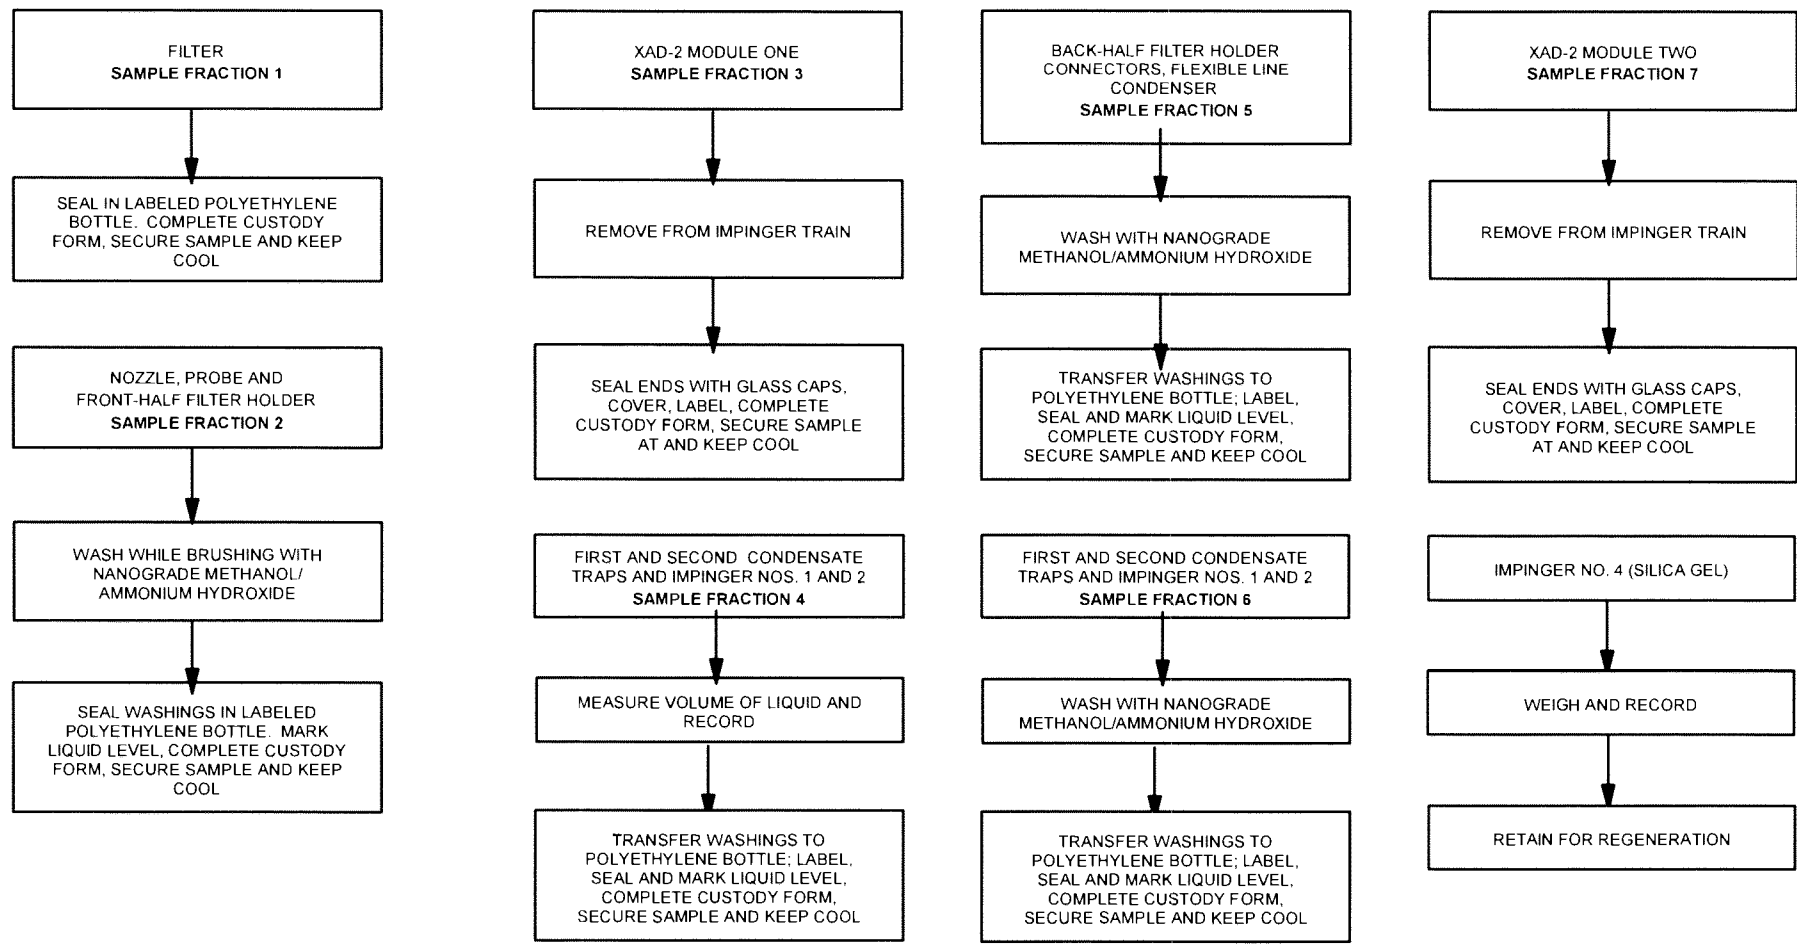 FILTER
SAMPLE FRACTION 1
SEAL IN LABELED POLYETHYLENE
BOTTLE. COMPLETE CUSTODY
FORM, SECURE SAMPLE AND KEEP
COOL
NOZZLE, PROBE AND
FRONT-HALF FILTER HOLDER
SAMPLE FRACTION 2
WASH WHILE BRUSHING WITH
NANOGRADE METHANOL/
AMMONIUM HYDROXIDE
SEAL WASHINGS IN LABELED
POLYETHYLENE BOTTLE. MARK
LIQUID LEVEL, COMPLETE CUSTODY
FORM, SECURE SAMPLE AND KEEP
COOL
XAD-2 MODULE ONE
SAMPLE FRACTION 3
REMOVE FROM IMPINGER TRAIN
SEAL ENDS WITH GLASS CAPS,
COVER, LABEL, COMPLETE
CUSTODY FORM, SECURE SAMPLE
AT AND KEEP COOL
FIRST AND SECOND CONDENSATE
TRAPS AND IMPINGER NOS. 1 AND 2
SAMPLE FRACTION 4
MEASURE VOLUME OF LIQUID AND
RECORD
TRANSFER WASHINGS TO
POLYETHYLENE BOTTLE; LABEL,
SEAL AND MARK LIQUID LEVEL,
COMPLETE CUSTODY FORM,
SECURE SAMPLE AND KEEP COOL
BACK-HALF FILTER HOLDER
CONNECTORS, FLEXIBLE LINE
CONDENSER
SAMPLE FRACTION 5
WASH WITH NANOGRADE
METHANOL/AMMONIUM HYDROXIDE
TRANSFER WASHINGS TO
POLYETHYLENE BOTTLE; LABEL,
SEAL AND MARK LIQUID LEVEL,
COMPLETE CUSTODY FORM,
SECURE SAMPLE AND KEEP COOL
FIRST AND SECOND CONDENSATE
TRAPS AND IMPINGER NOS. 1 AND 2
SAMPLE FRACTION 6
WASH WITH NANOGRADE
METHANOL/AMMONIUM HYDROXIDE
TRANSFER WASHINGS TO
POLYETHYLENE BOTTLE; LABEL,
SEAL AND MARK LIQUID LEVEL,
COMPLETE CUSTODY FORM,
SECURE SAMPLE AND KEEP COOL
XAD-2 MODULE TWO
SAMPLE FRACTION 7
REMOVE FROM IMPINGER TRAIN
SEAL ENDS WITH GLASS CAPS,
COVER, LABEL, COMPLETE
CUSTODY FORM, SECURE SAMPLE
AT AND KEEP COOL
IMPINGER NO. 4 (SILICA GEL)
WEIGH AND RECORD
RETAIN FOR REGENERATION